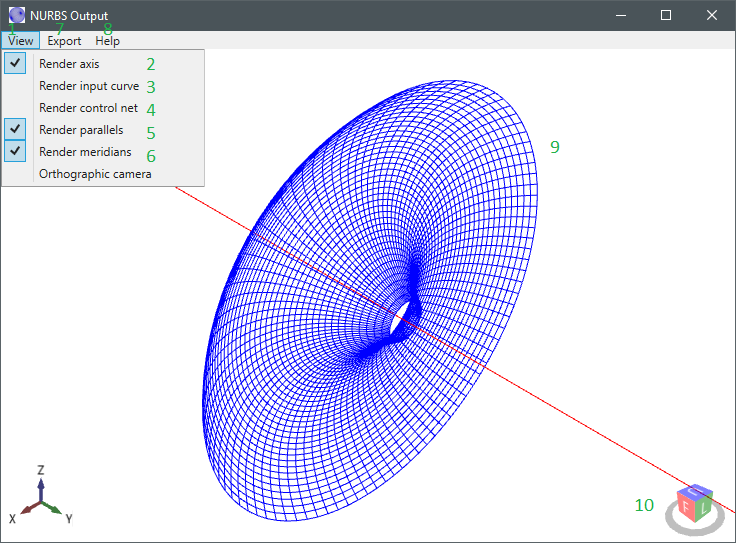 NURBS Output
1 7 8
View Export Help
Render axis 2
Render input curve 3
Render control net 4
Render parallels 5
Render meridians 6
Orthographic camera
9
Z
X Y
10
U
F L